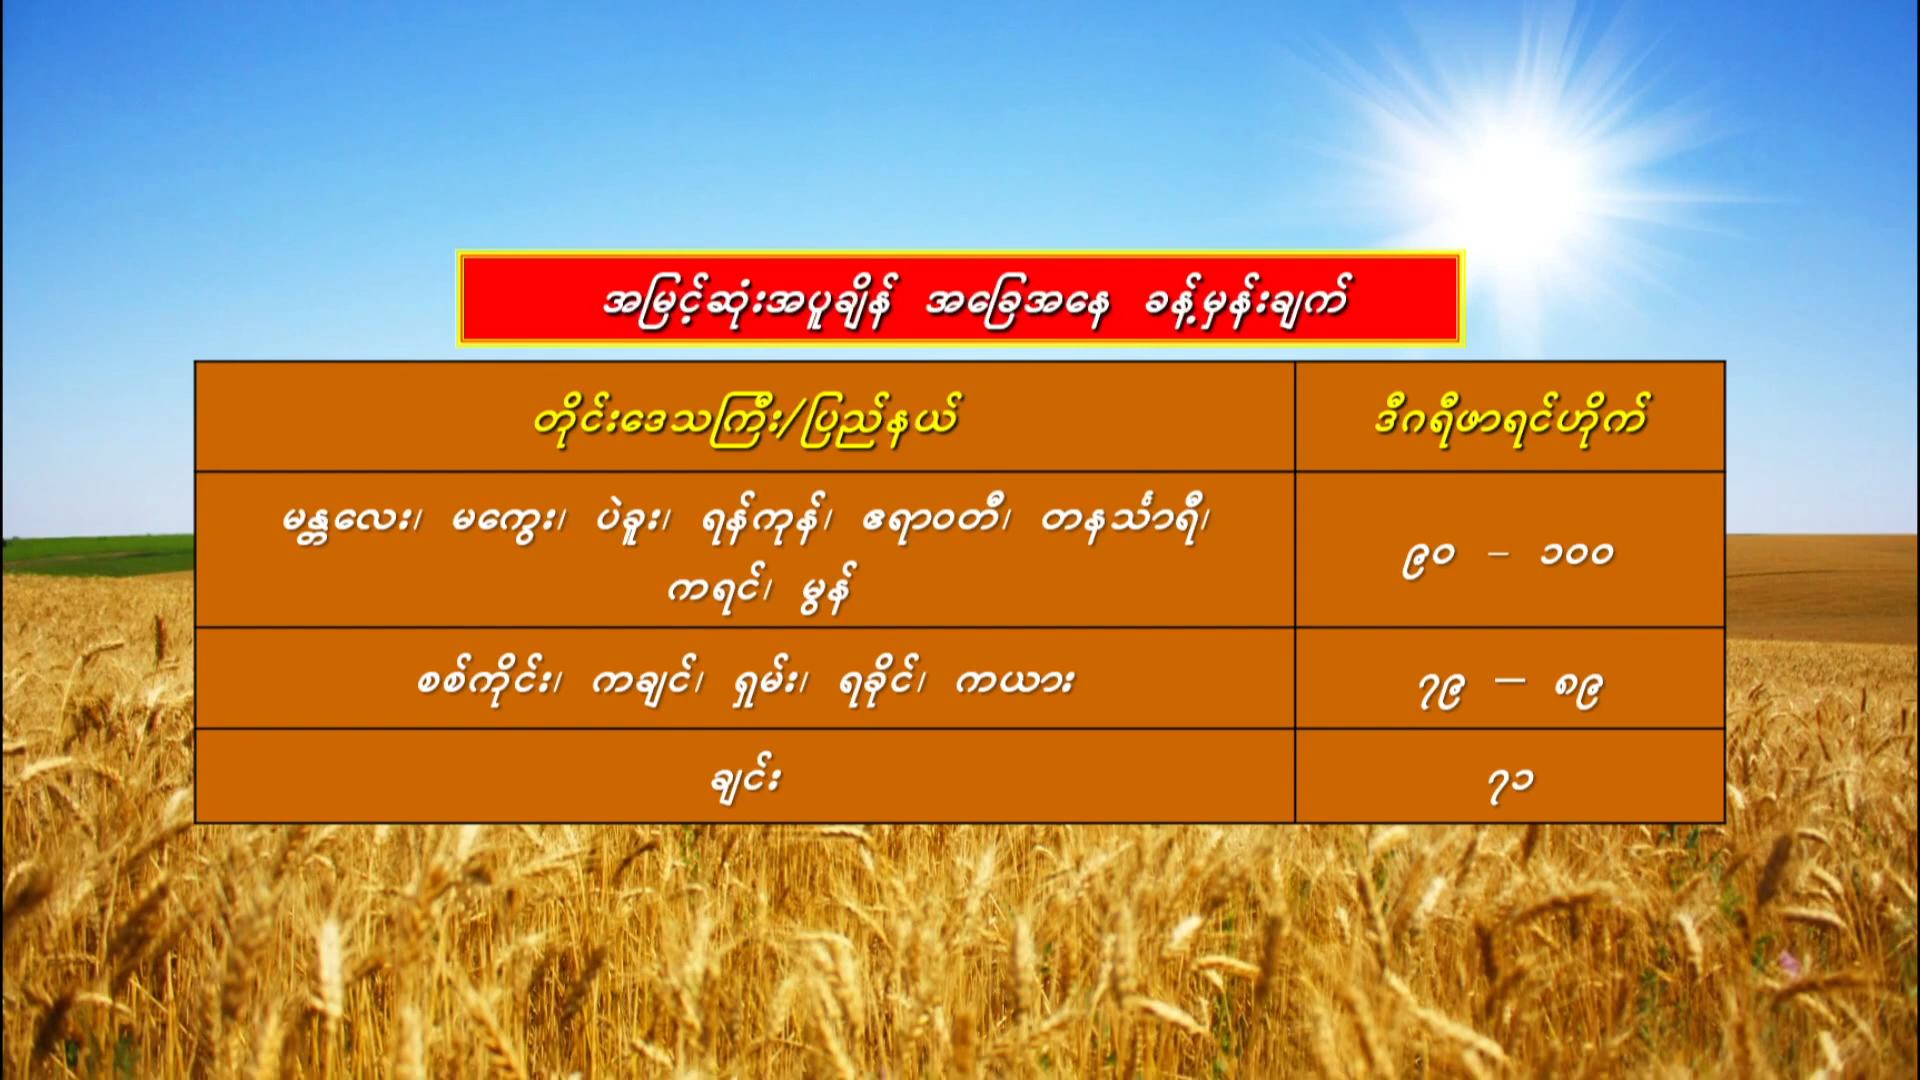 အမြင့်ဆုံးအပူချိန် အခြေအနေ ခန့်မှန်းချက်
တိုင်းဒေသကြီး/ပြည်နယ် ဒီဂရီဖာရင်ဟိုက်
မန္တလေး၊ မကွေး၊ ပဲခူး၊ ရန်ကုန်၊ ဧရာဝတီ၊ တနင်္သာရီ၊
ကရင်၊ မွန်
၉၀ – ၁၀၀
စစ်ကိုင်း၊ ကချင်၊ ရှမ်း၊ ရခိုင်၊ ကယား ၇၉ – ၈၉
ချင်း ၇၁